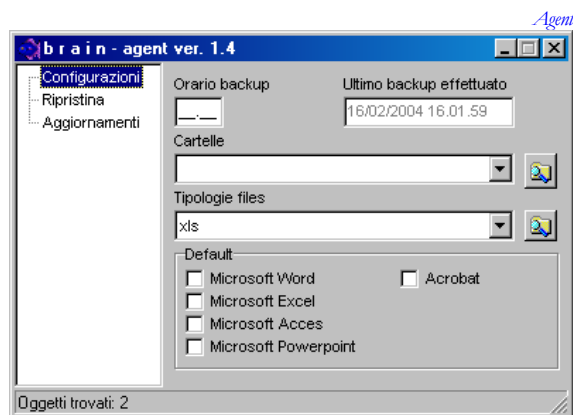 Agent
b r a i n - agent ver. 1.4
Configurazioni
Ripristina
Aggiornamenti
Orario backup
Ultimo backup effettuato
__.__
16/02/2004 16.01.59
Cartelle
Tipologie files
xls
Default
Microsoft Word
Acrobat
Microsoft Excel
Microsoft Acces
Microsoft Powerpoint
Oggetti trovati: 2